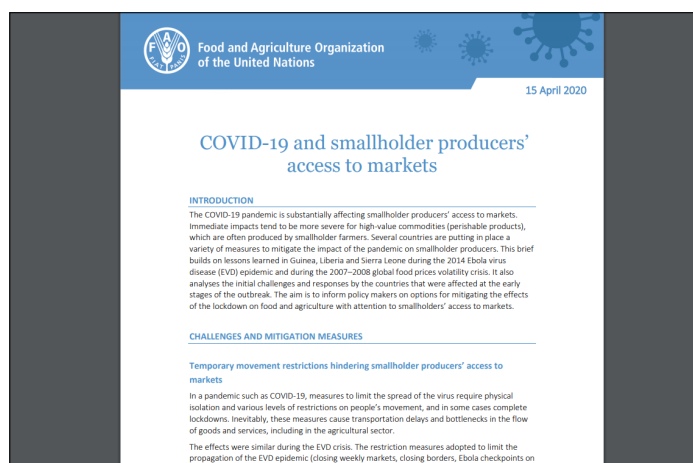 Food and Agriculture Organization
of the United Nations
F A O
FIAT PANIS
15 April 2020
COVID-19 and smallholder producers'
access to markets
INTRODUCTION
The COVID-19 pandemic is substantially affecting smallholder producers' access to markets.
Immediate impacts tend to be more severe for high-value commodities (perishable products),
which are often produced by smallholder farmers. Several countries are putting in place a
variety of measures to mitigate the impact of the pandemic on smallholder producers. This brief
builds on lessons learned in Guinea, Liberia and Sierra Leone during the 2014 Ebola virus
disease (EVD) epidemic and during the 2007–2008 global food prices volatility crisis. It also
analyses the initial challenges and responses by the countries that were affected at the early
stages of the outbreak. The aim is to inform policy makers on options for mitigating the effects
of the lockdown on food and agriculture with attention to smallholders' access to markets.
CHALLENGES AND MITIGATION MEASURES
Temporary movement restrictions hindering smallholder producers' access to
markets
In a pandemic such as COVID-19, measures to limit the spread of the virus require physical
isolation and various levels of restrictions on people's movement, and in some cases complete
lockdowns. Inevitably, these measures cause transportation delays and bottlenecks in the flow
of goods and services, including in the agricultural sector.
The effects were similar during the EVD crisis. The restriction measures adopted to limit the
propagation of the EVD epidemic (closing weekly markets, closing borders, Ebola checkpoints on